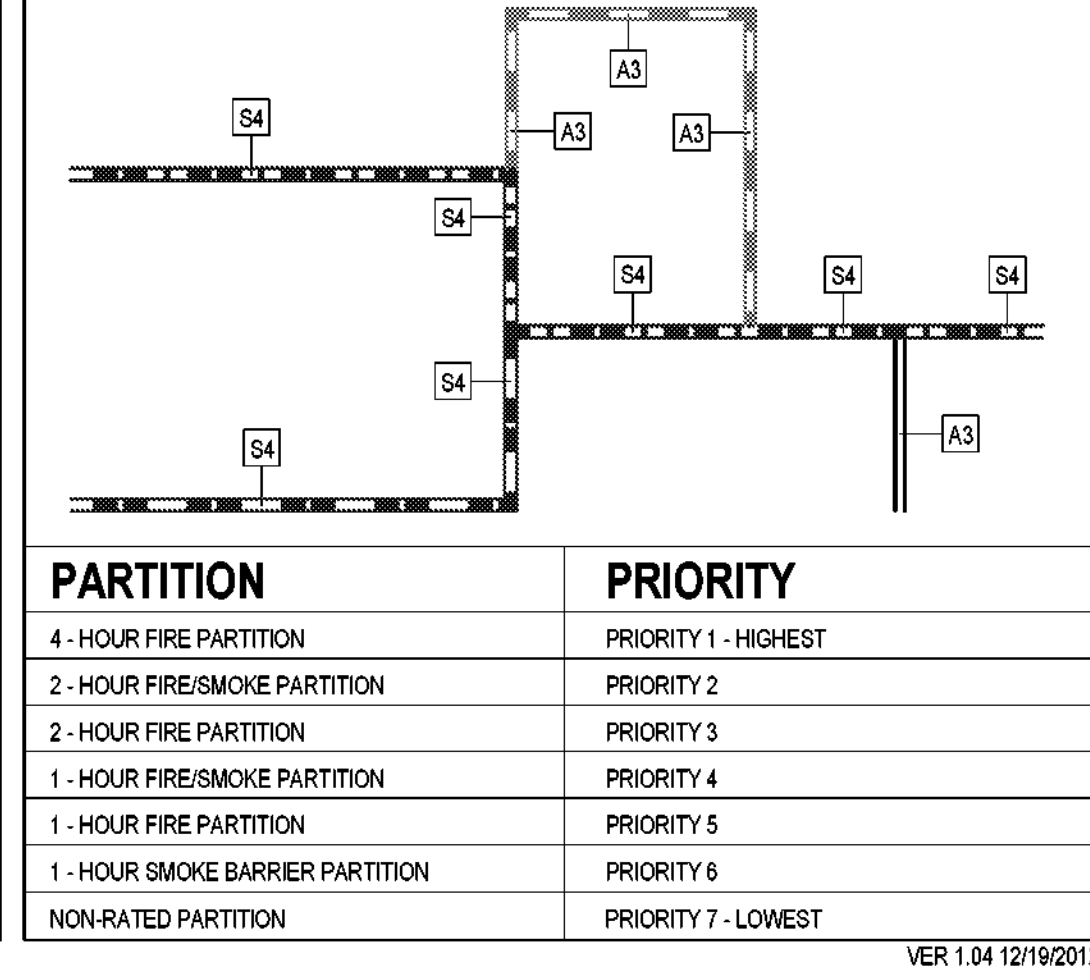 A3
S4
A3
A3
S4
S4
S4
S4
S4
A3
S4
PARTITION PRIORITY
4 - HOUR FIRE PARTITION PRIORITY 1 - HIGHEST
2 - HOUR FIRE/SMOKE PARTITION PRIORITY 2
2 - HOUR FIRE PARTITION PRIORITY 3
1 - HOUR FIRE/SMOKE PARTITION PRIORITY 4
1 - HOUR FIRE PARTITION PRIORITY 5
1 - HOUR SMOKE BARRIER PARTITION PRIORITY 6
NON-RATED PARTITION PRIORITY 7 - LOWEST
VER 1.04